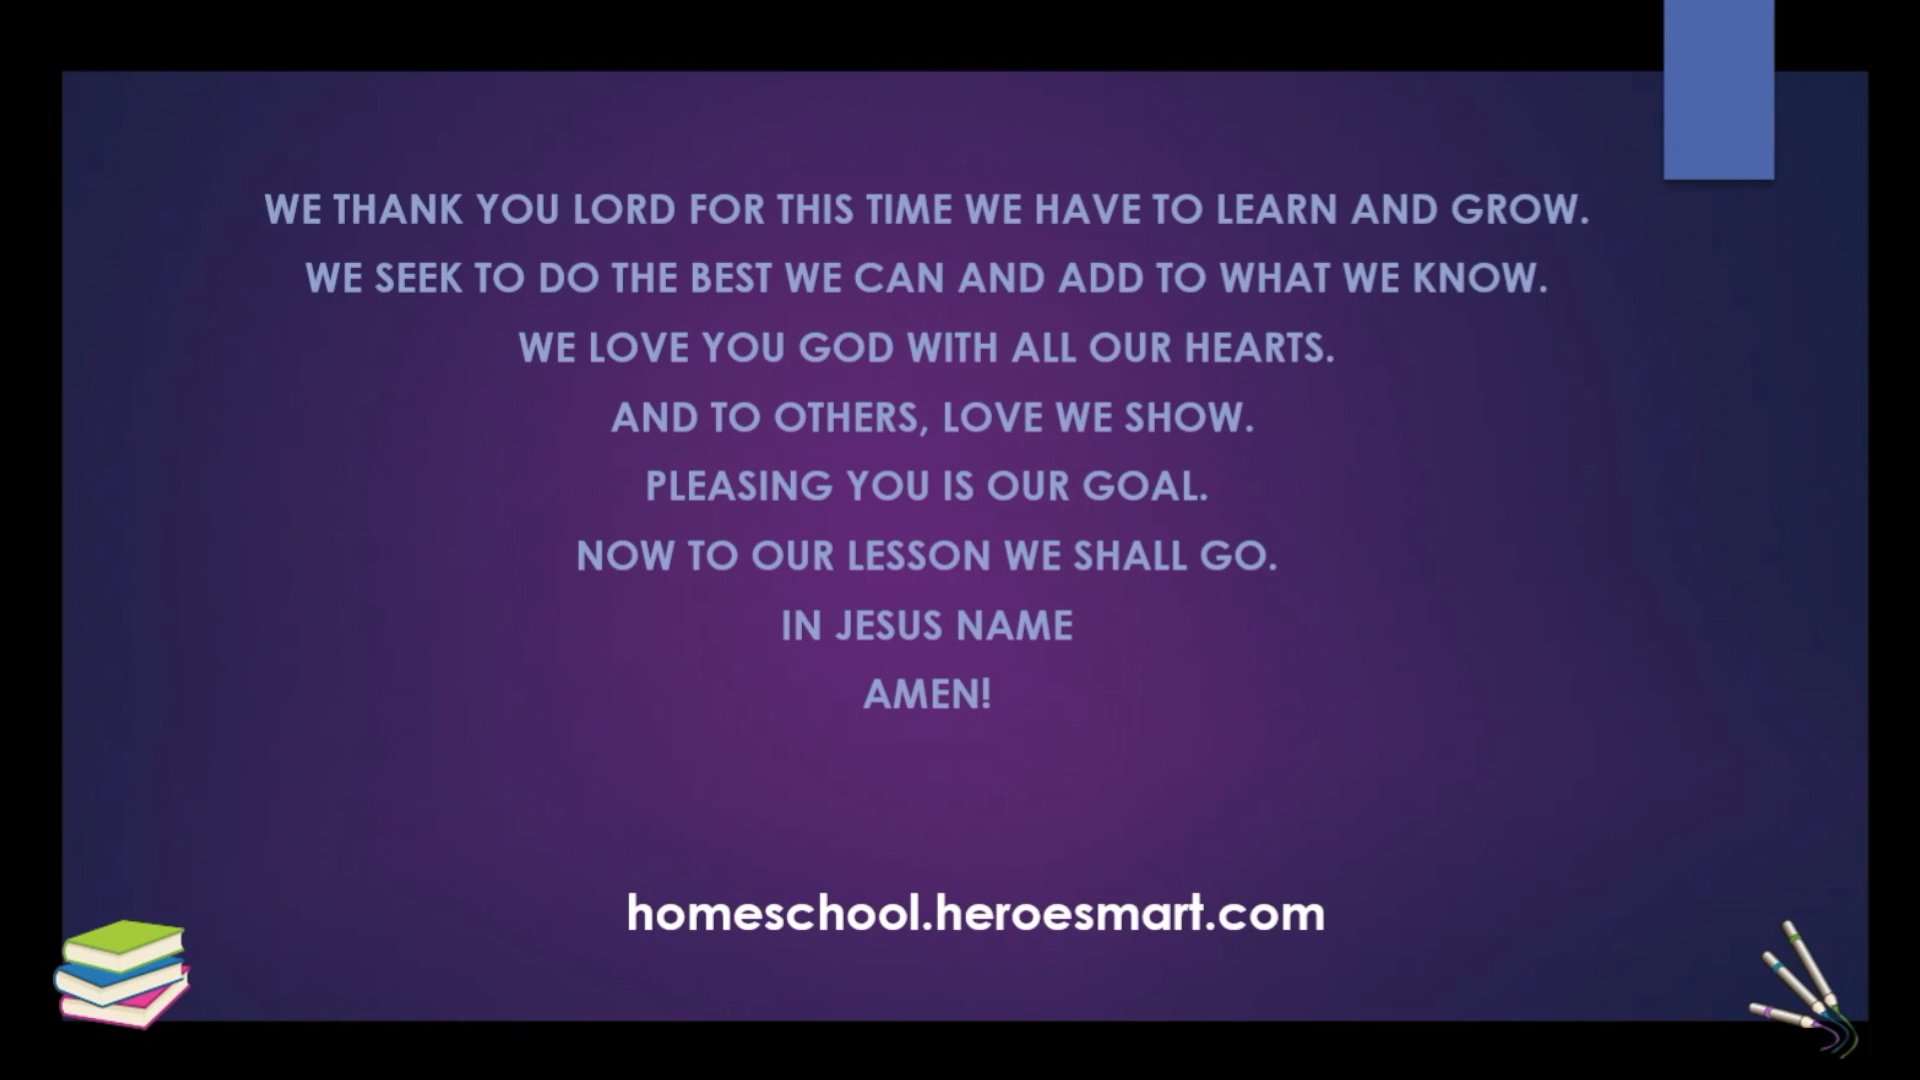 WE THANK YOU LORD FOR THIS TIME WE HAVE TO LEARN AND GROW.
WE SEEK TO DO THE BEST WE CAN AND ADD TO WHAT WE KNOW.
WE LOVE YOU GOD WITH ALL OUR HEARTS.
AND TO OTHERS, LOVE WE SHOW.
PLEASING YOU IS OUR GOAL.
NOW TO OUR LESSON WE SHALL GO.
IN JESUS NAME
AMEN!
homeschool.heroesmart.com